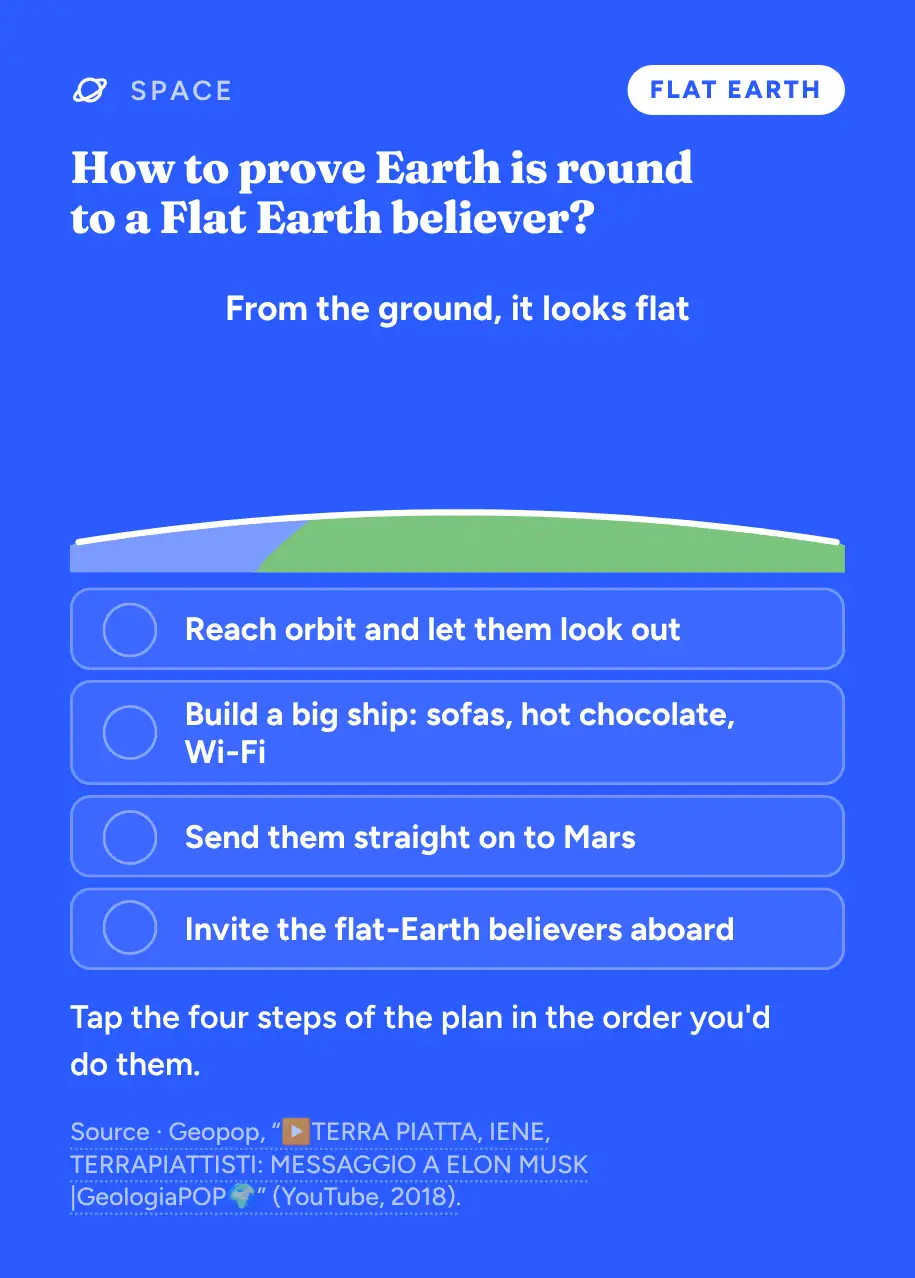 SPACE
FLAT EARTH
How to prove Earth is round
to a Flat Earth believer?
From the ground, it looks flat
Reach orbit and let them look out
Build a big ship: sofas, hot chocolate,
Wi-Fi
Send them straight on to Mars
Invite the flat-Earth believers aboard
Tap the four steps of the plan in the order you'd
do them.
Source · Geopop, “▶️TERRA PIATTA, IENE,
TERRAPIATTISTI: MESSAGGIO A ELON MUSK
|GeologiaPOP🌍” (YouTube, 2018).